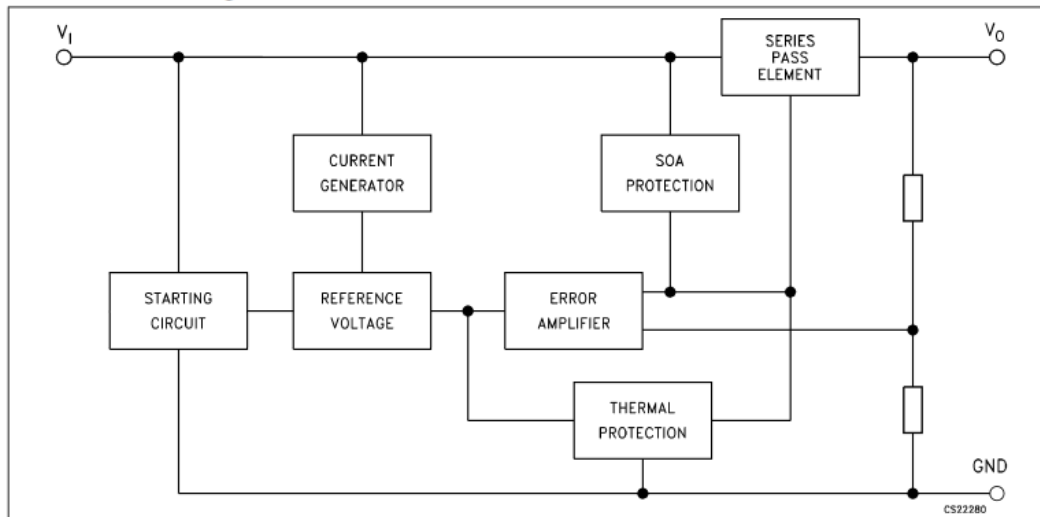 V_I
V_O
SERIES
PASS
ELEMENT
CURRENT
GENERATOR
SOA
PROTECTION
STARTING
CIRCUIT
REFERENCE
VOLTAGE
ERROR
AMPLIFIER
THERMAL
PROTECTION
GND
CS22280